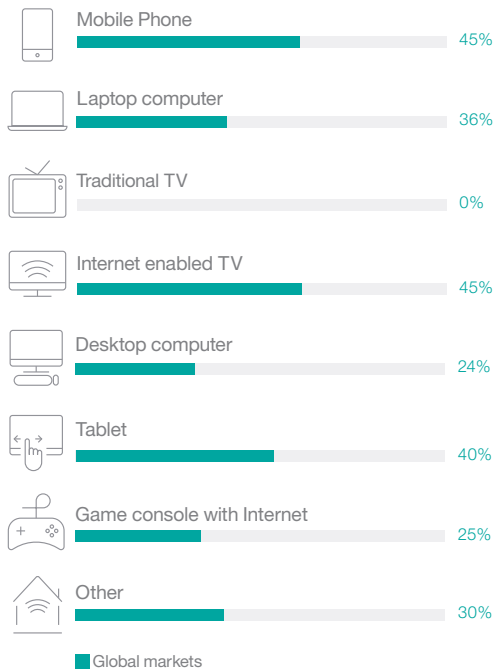 Mobile Phone
45%
Laptop computer
36%
Traditional TV
0%
Internet enabled TV
45%
Desktop computer
24%
Tablet
40%
Game console with Internet
25%
Other
30%
Global markets